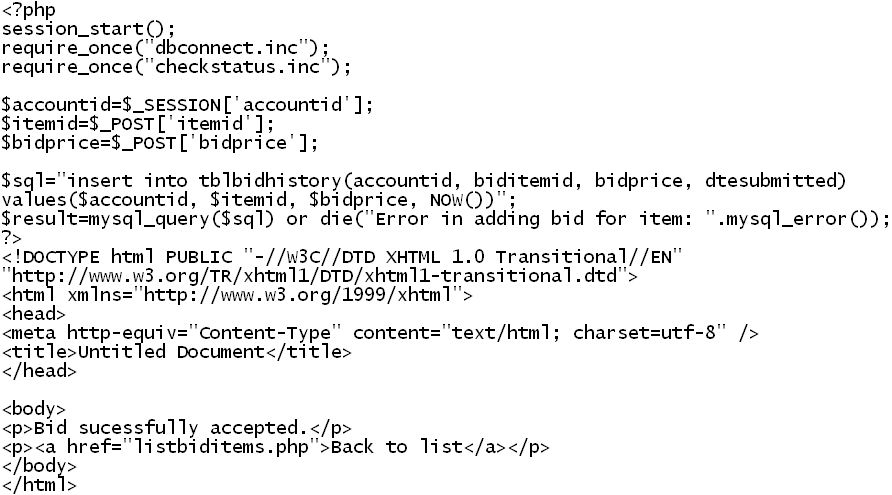 <?php
session_start();
require_once("dbconnect.inc");
require_once("checkstatus.inc");

$accountid=$_SESSION['accountid'];
$itemid=$_POST['itemid'];
$bidprice=$_POST['bidprice'];

$sql="insert into tblbidhistory(accountid, biditemid, bidprice, dtesubmitted)
values($accountid, $itemid, $bidprice, NOW())";
$result=mysql_query($sql) or die("Error in adding bid for item: ".mysql_error());
?>
<!DOCTYPE html PUBLIC "-//W3C//DTD XHTML 1.0 Transitional//EN"
"http://www.w3.org/TR/xhtml1/DTD/xhtml1-transitional.dtd">
<html xmlns="http://www.w3.org/1999/xhtml">
<head>
<meta http-equiv="Content-Type" content="text/html; charset=utf-8" />
<title>Untitled Document</title>
</head>

<body>
<p>Bid sucessfully accepted.</p>
<p><a href="listbiditems.php">Back to list</a></p>
</body>
</html>